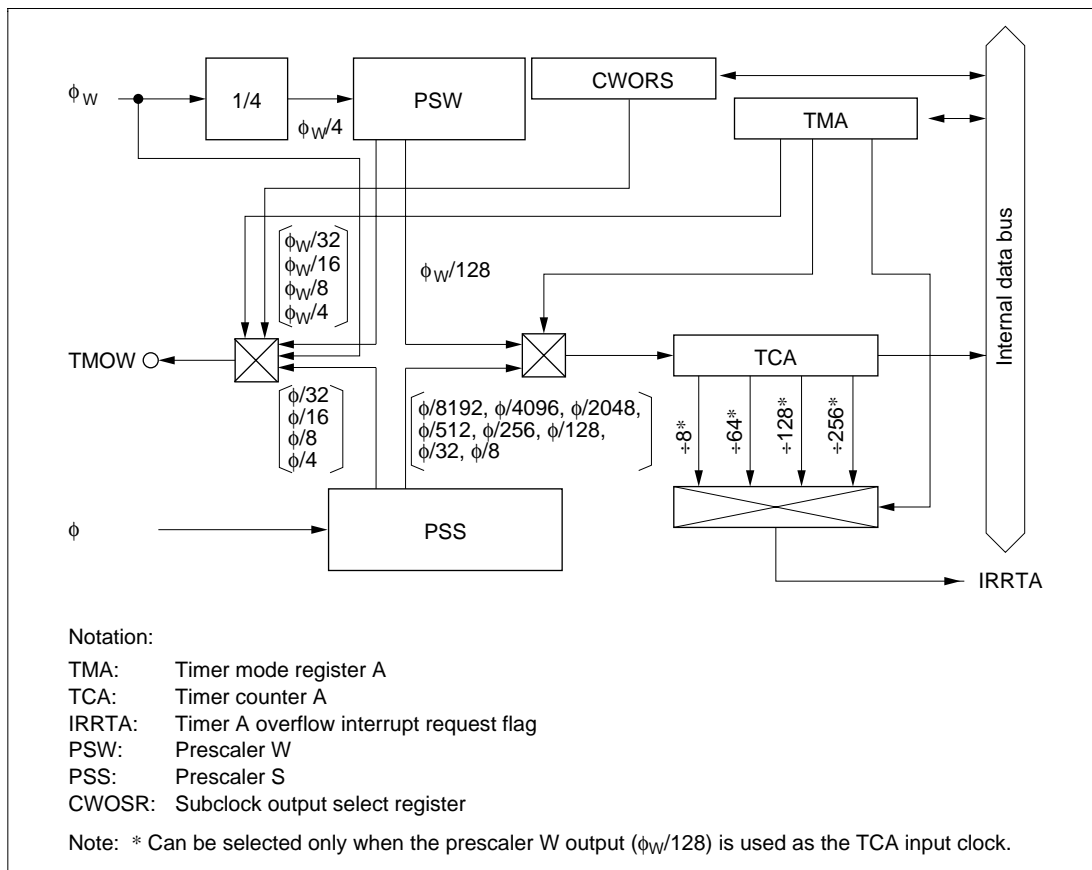 ϕW
1/4
ϕW/4
PSW
CWORS
TMA
Internal data bus
ϕW/32
ϕW/16
ϕW/8
ϕW/4
ϕW/128
TMOW
TCA
ϕ/32
ϕ/16
ϕ/8
ϕ/4
ϕ/8192, ϕ/4096, ϕ/2048,
ϕ/512, ϕ/256, ϕ/128,
ϕ/32, ϕ/8
÷8*
÷64*
÷128*
÷256*
ϕ
PSS
IRRTA
Notation:
TMA: Timer mode register A
TCA: Timer counter A
IRRTA: Timer A overflow interrupt request flag
PSW: Prescaler W
PSS: Prescaler S
CWOSR: Subclock output select register
Note: * Can be selected only when the prescaler W output (ϕW/128) is used as the TCA input clock.